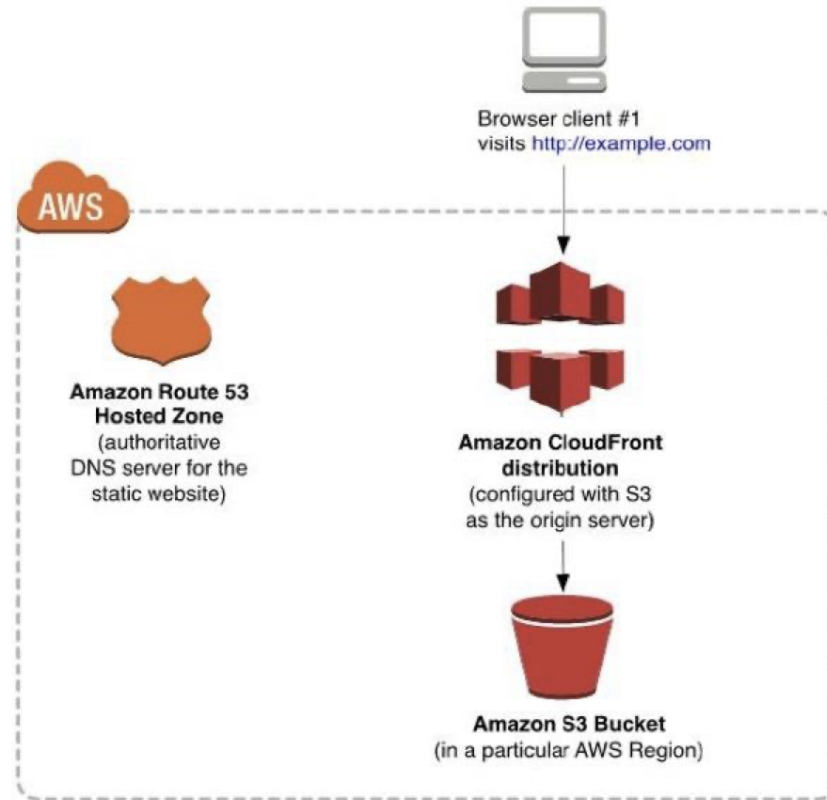 Browser client #1
visits http://example.com
AWS
Amazon Route 53
Hosted Zone
(authoritative
DNS server for the
static website)
Amazon CloudFront
distribution
(configured with S3
as the origin server)
Amazon S3 Bucket
(in a particular AWS Region)